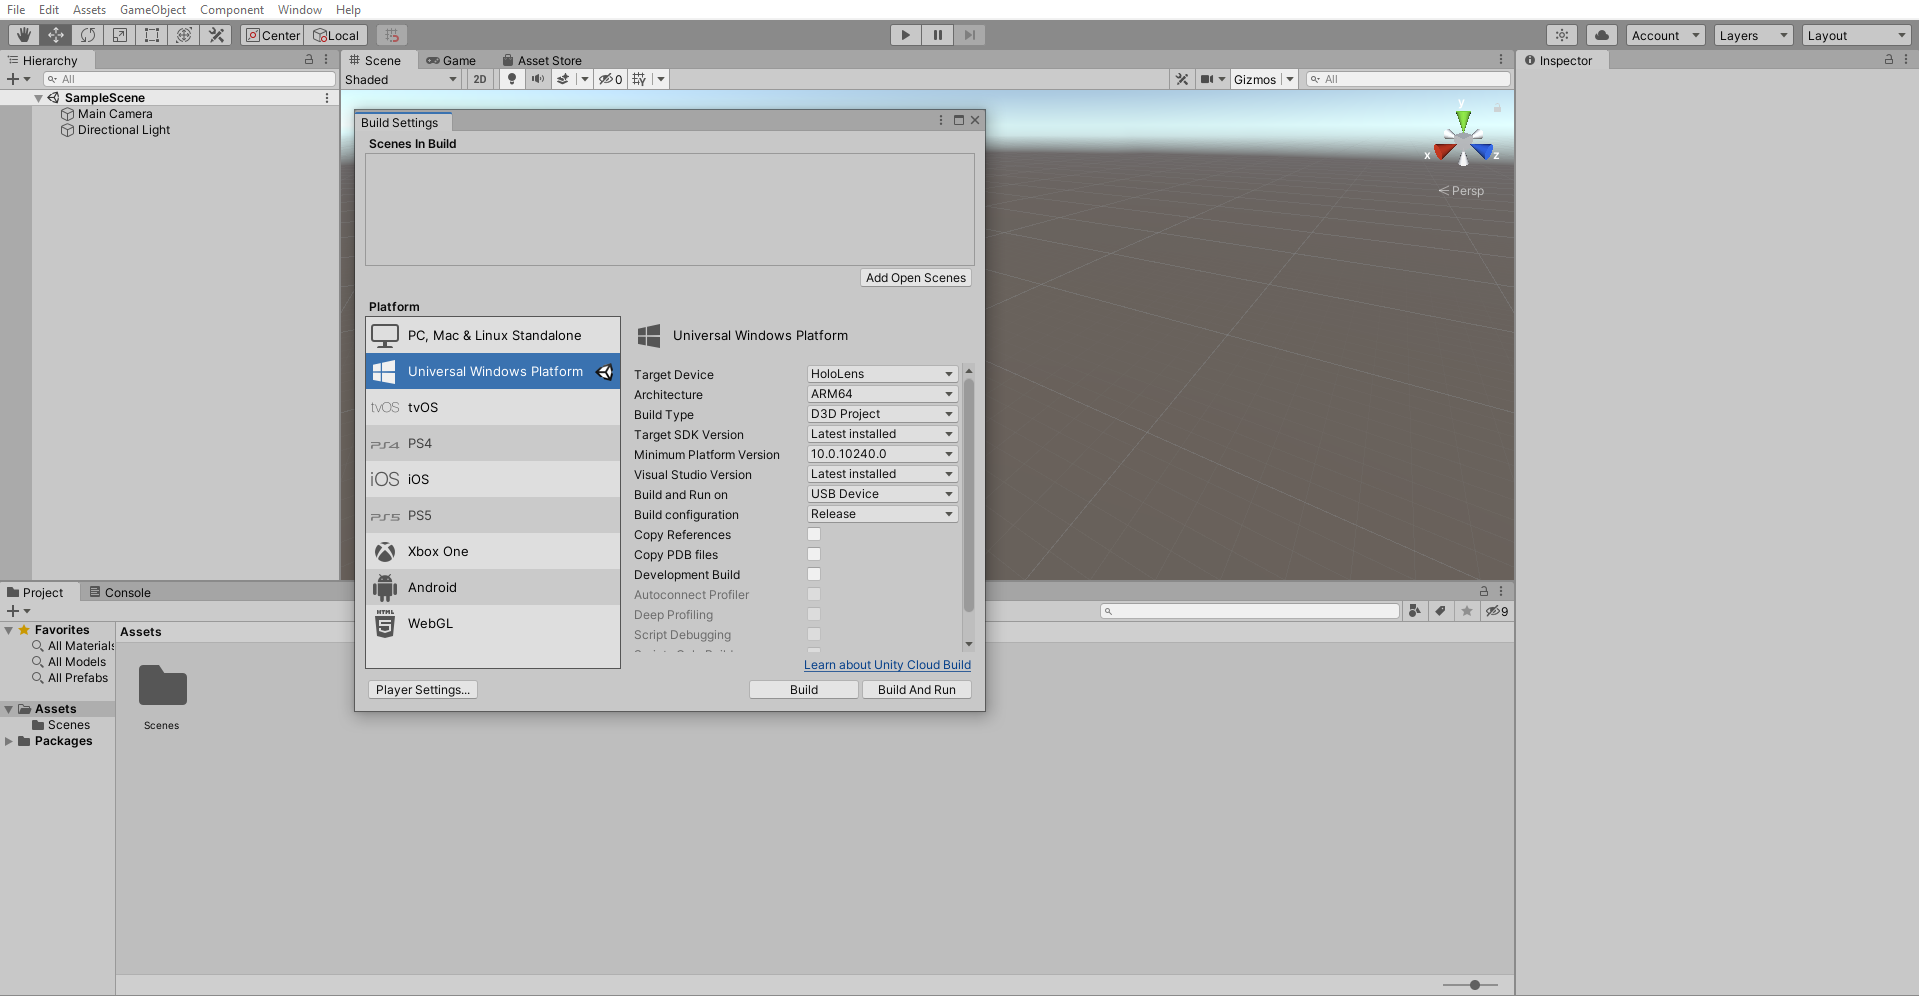 File Edit Assets GameObject Component Window Help
Center Local Account Layers Layout
Hierarchy
All
SampleScene
Main Camera
Directional Light
Scene Game Asset Store
Shaded 2D 0 Gizmos All
y
x z
Persp
Inspector
Build Settings
Scenes In Build
Add Open Scenes
Platform
PC, Mac & Linux Standalone
Universal Windows Platform
tvOS tvOS
PS4 PS4
iOS iOS
PS5 PS5
Xbox One
Android
HTML 5 WebGL
Universal Windows Platform
Target Device HoloLens
Architecture ARM64
Build Type D3D Project
Target SDK Version Latest installed
Minimum Platform Version 10.0.10240.0
Visual Studio Version Latest installed
Build and Run on USB Device
Build configuration Release
Copy References
Copy PDB files
Development Build
Autoconnect Profiler
Deep Profiling
Script Debugging
Learn about Unity Cloud Build
Player Settings... Build Build And Run
Project Console
9
Favorites
All Materials
All Models
All Prefabs
Assets
Scenes
Packages
Assets
Scenes